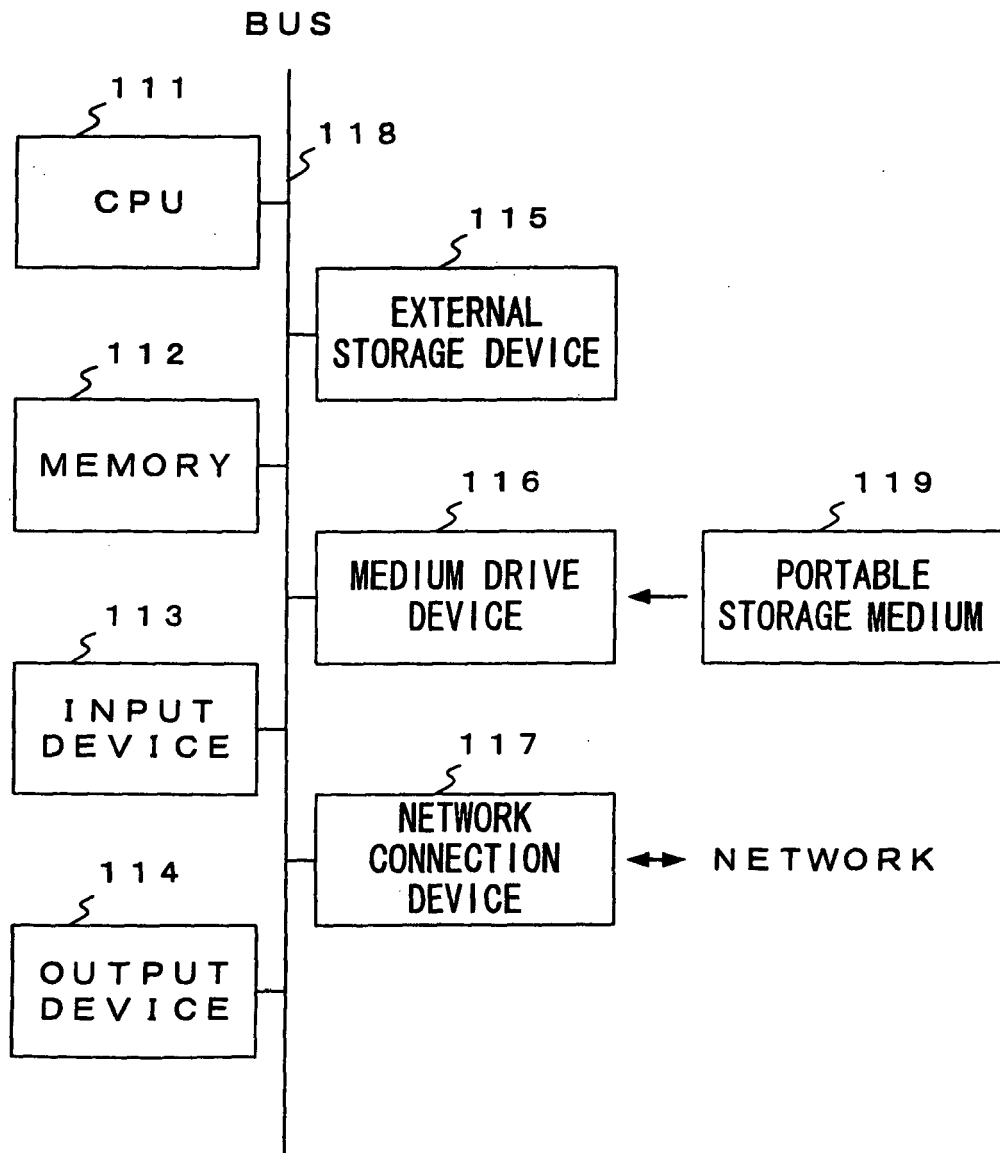 BUS
111
118
CPU
115
EXTERNAL
STORAGE DEVICE
112
MEMORY
116
119
MEDIUM DRIVE
DEVICE
PORTABLE
STORAGE MEDIUM
113
INPUT
DEVICE
117
NETWORK
CONNECTION
DEVICE
NETWORK
114
OUTPUT
DEVICE